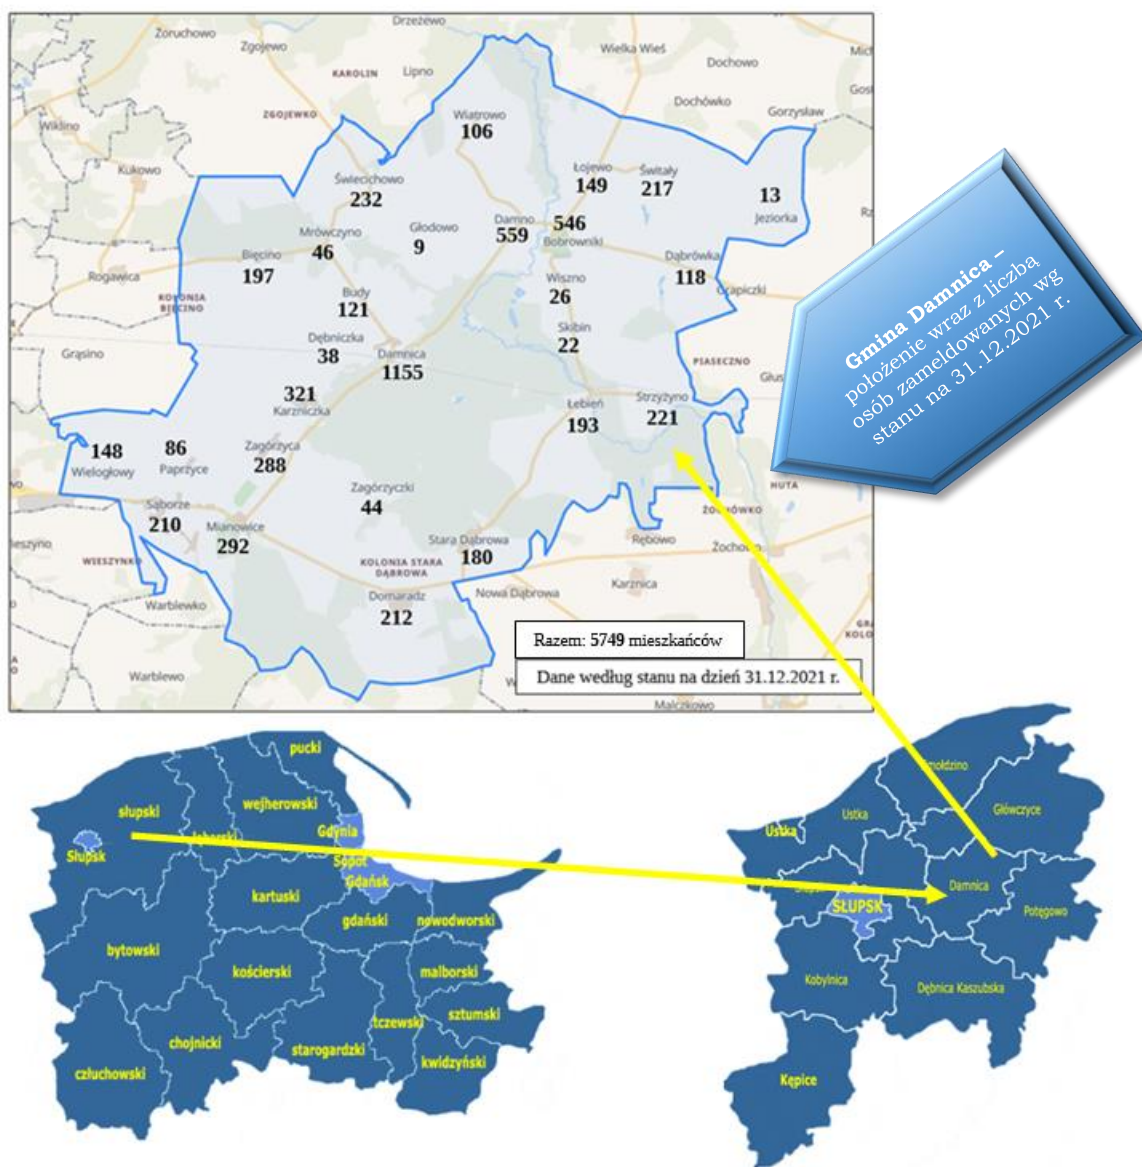 Drzeżewo
Żoruchowo
Zgojewo
Wielka Wieś
Dochowo
KAROLIN
Lipno
Dochówko
Gorzysław
ZGOJEWKO
Wiatrowo
106
Wiklino
Kukowo
Świecichowo
232
Łojewo
149
Świtały
217
13
Jeziorka
Głodowo
9
Damno
559
546
Bobrowniki
Mrówczyno
46
Bięcino
197
Dąbrówka
118
Rogawica
KOLONIA
BIĘCINO
Wiszno
26
Budy
121
Skibin
22
Grąsino
Dębniczka
38
Damnica
1155
PIASECZNO
321
Karzniczka
Łebień
193
Strzyżyno
221
148
Wielogłowy
86
Paprzyce
Zagórzyca
288
Zagórzyczki
44
HUTA
Sąborze
210
Mianowice
292
ŻOCHÓWKO
Rębowo
Żochowo
Stara Dąbrowa
180
WIESZYNKO
KOLONIA STARA
DĄBROWA
Domaradz
212
Nowa Dąbrowa
Karznica
Warblewko
Warblewo
Malczkowo
Razem: 5749 mieszkańców
Dane według stanu na dzień 31.12.2021 r.
Gmina Damnica –
położenie wraz z liczbą
osób zameldowanych wg
stanu na 31.12.2021 r.
pucki
słupski
wejherowski
lęborski
Gdynia
Słupsk
Sopot
Gdańsk
kartuski
gdański
nowodworski
bytowski
kościerski
malborski
sztumski
tczewski
chojnicki
starogardzki
kwidzyński
człuchowski
Główczyce
Ustka
Ustka
Damnica
SŁUPSK
Potęgowo
Kobylnica
Dębnica Kaszubska
Kępice